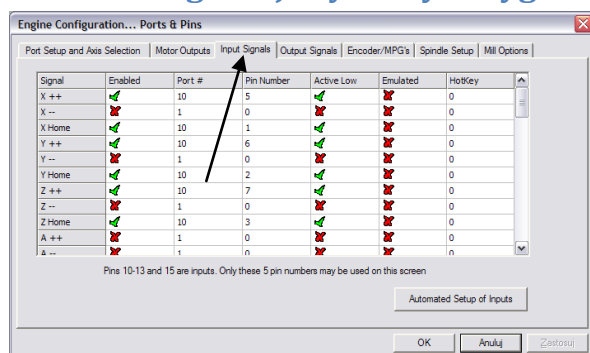 Engine Configuration... Ports & Pins
Port Setup and Axis Selection Motor Outputs Input Signals Output Signals Encoder/MPG's Spindle Setup Mill Options
Signal Enabled Port # Pin Number Active Low Emulated HotKey
X ++ 10 5 0
X -- 1 0 0
X Home 10 1 0
Y ++ 10 6 0
Y -- 1 0 0
Y Home 10 2 0
Z ++ 10 7 0
Z -- 1 0 0
Z Home 10 3 0
A ++ 1 0 0
A -- 1 0 0
Pins 10-13 and 15 are inputs. Only these 5 pin numbers may be used on this screen
Automated Setup of Inputs
OK Anuluj Zastosuj